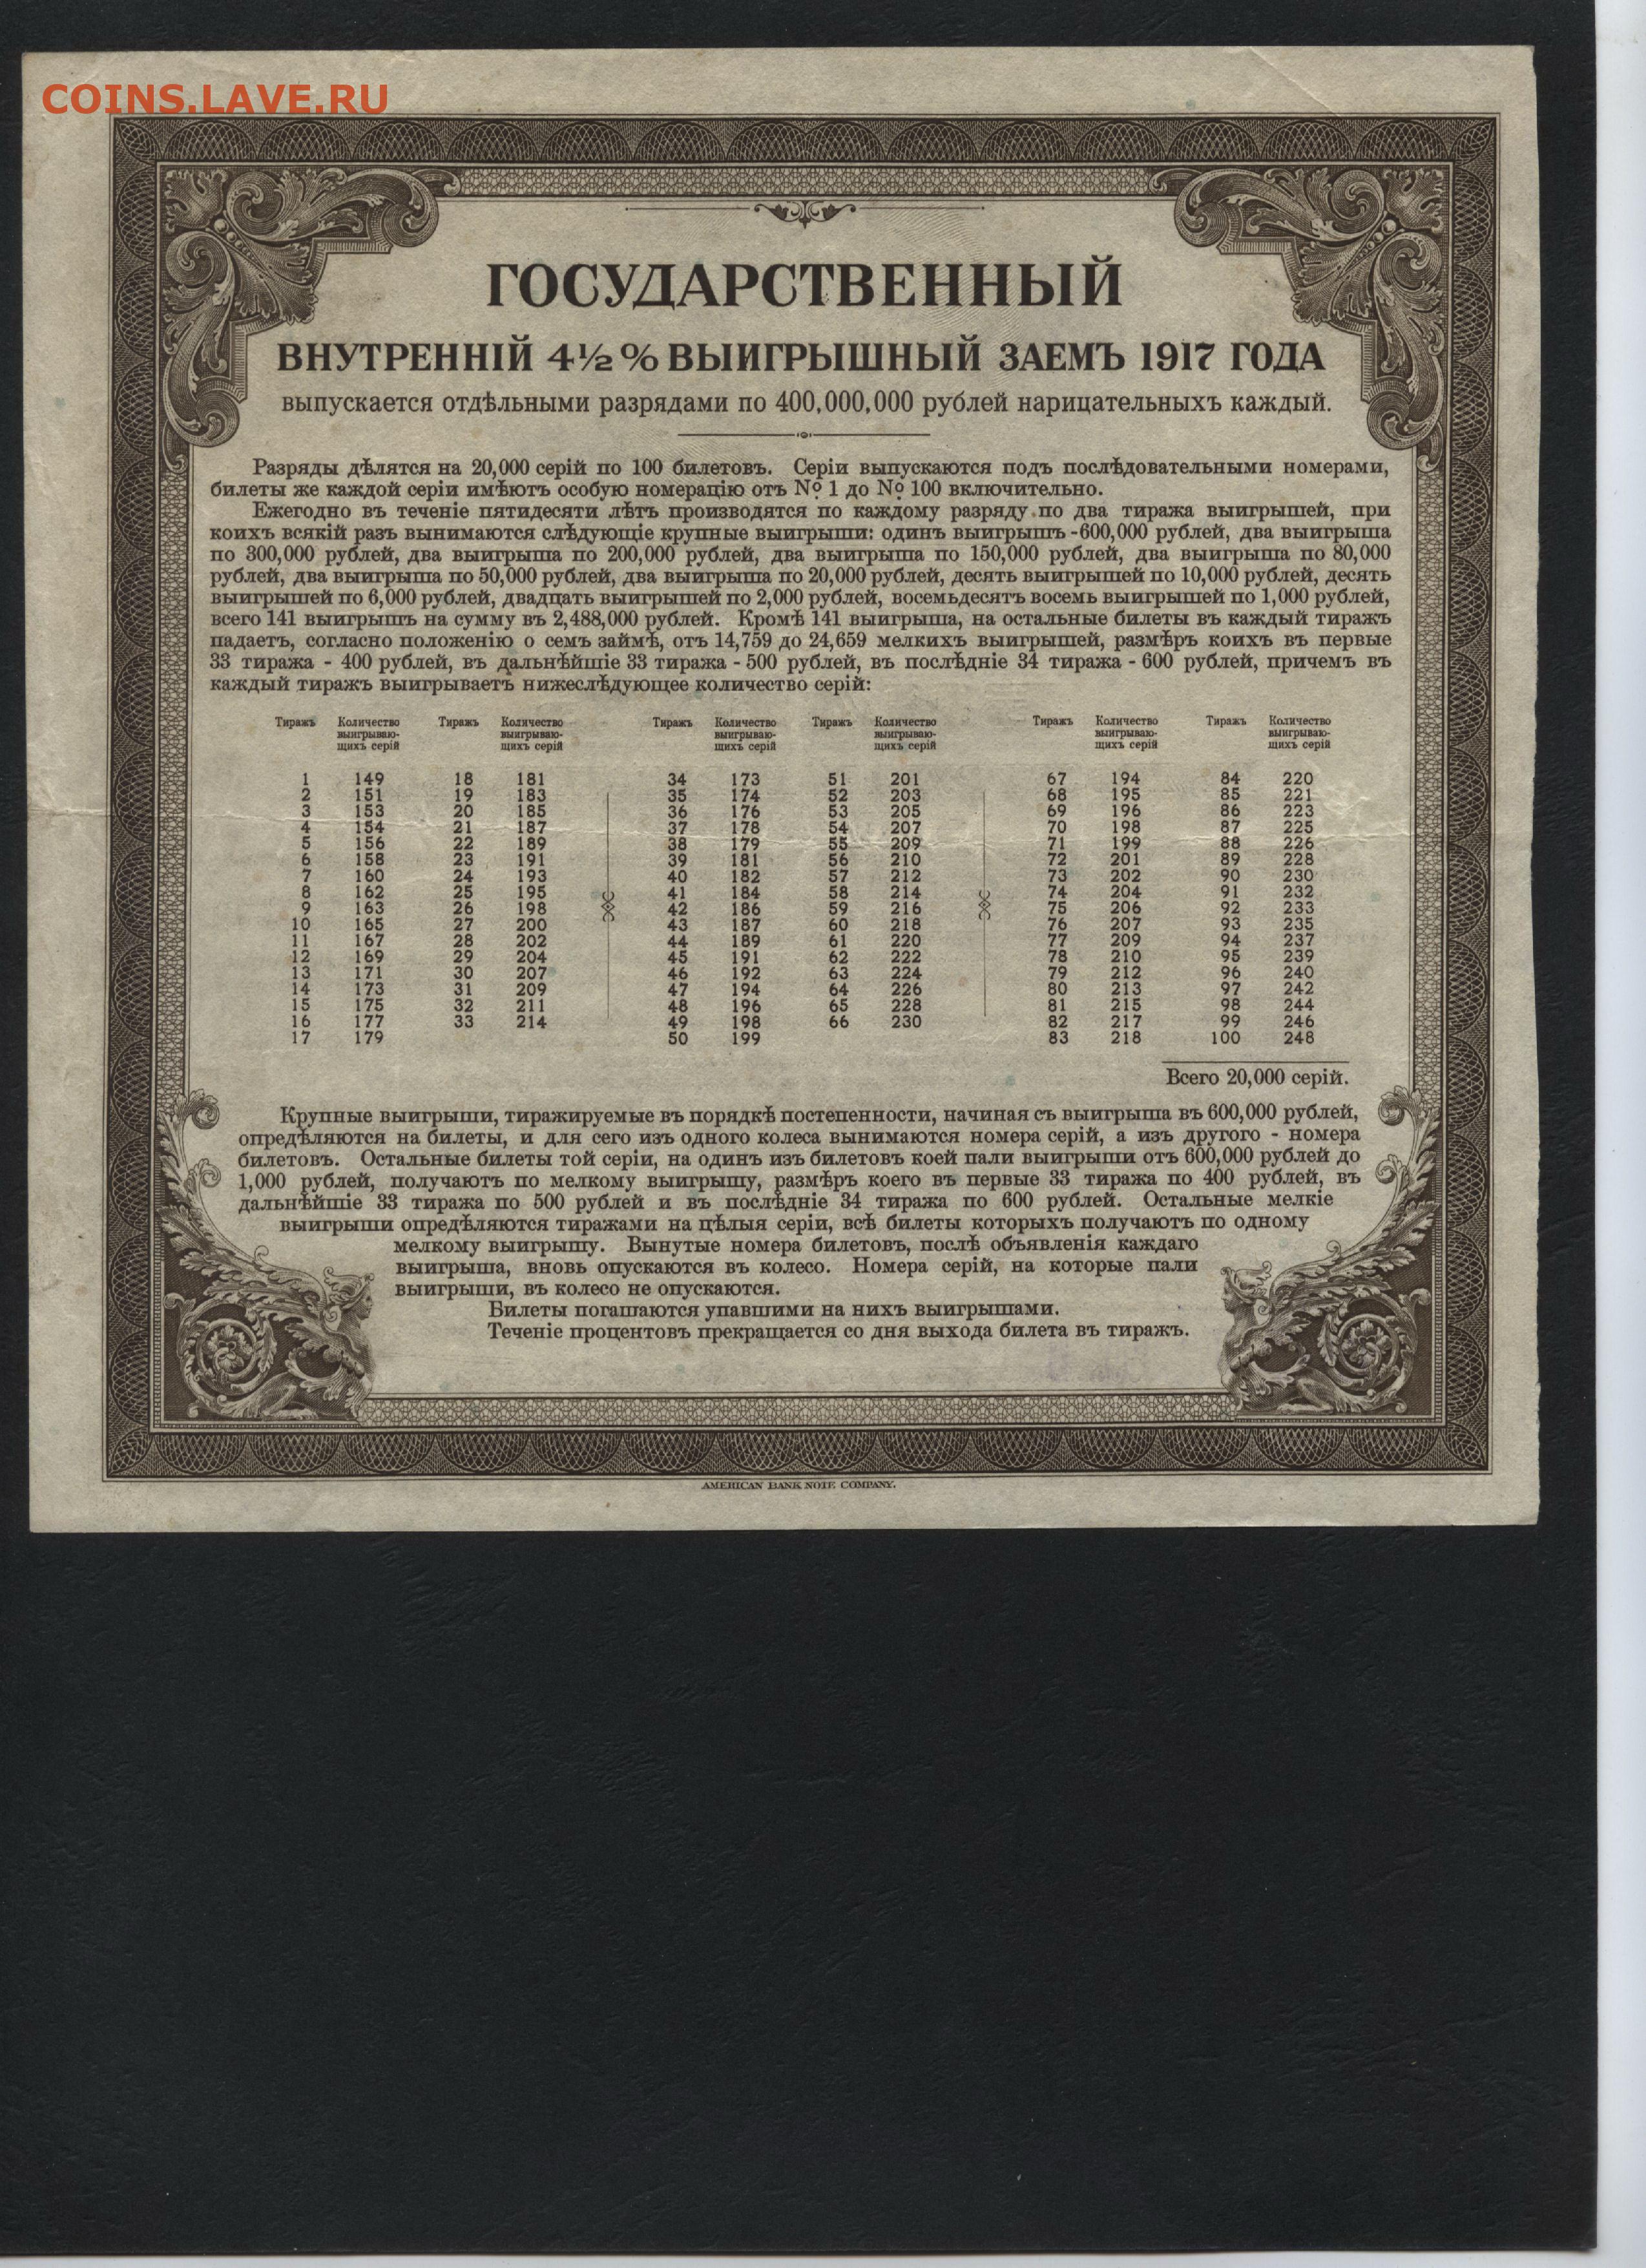 COINS.LAVE.RU
ГОСУДАРСТВЕННЫЙ
ВНУТРЕННІЙ 4½% ВЫИГРЫШНЫЙ ЗАЕМЪ 1917 ГОДА
выпускается отдѣльными разрядами по 400,000,000 рублей нарицательныхъ каждый.
Разряды дѣлятся на 20,000 серій по 100 билетовъ. Серіи выпускаются подъ послѣдовательными номерами,
билеты же каждой серіи имѣютъ особую номерацію отъ № 1 до № 100 включительно.
Ежегодно въ теченіе пятидесяти лѣтъ производятся по каждому разряду по два тиража выигрышей, при
коихъ всякій разъ вынимаются слѣдующіе крупные выигрыши: одинъ выигрышъ - 600,000 рублей, два выигрыша
по 300,000 рублей, два выигрыша по 200,000 рублей, два выигрыша по 150,000 рублей, два выигрыша по 80,000
рублей, два выигрыша по 50,000 рублей, два выигрыша по 20,000 рублей, десять выигрышей по 10,000 рублей, десять
выигрышей по 6,000 рублей, двадцать выигрышей по 2,000 рублей, восемьдесятъ восемь выигрышей по 1,000 рублей,
всего 141 выигрышъ на сумму въ 2,488,000 рублей. Кромѣ 141 выигрыша, на остальные билеты въ каждый тиражъ
падаетъ, согласно положенію о семъ займѣ, отъ 14,759 до 24,659 мелкихъ выигрышей, размѣръ коихъ въ первые
33 тиража - 400 рублей, въ дальнѣйшіе 33 тиража - 500 рублей, въ послѣдніе 34 тиража - 600 рублей, причемъ въ
каждый тиражъ выигрываетъ нижеслѣдующее количество серій:
Тиражъ Количество Тиражъ Количество Тиражъ Количество Тиражъ Количество Тиражъ Количество Тиражъ Количество
выигрываю- выигрываю- выигрываю- выигрываю- выигрываю- выигрываю-
щихъ серій щихъ серій щихъ серій щихъ серій щихъ серій щихъ серій
1 149 18 181 34 173 51 201 67 194 84 220
2 151 19 183 35 174 52 203 68 195 85 221
3 153 20 185 36 176 53 205 69 196 86 223
4 154 21 187 37 178 54 207 70 198 87 225
5 156 22 189 38 179 55 209 71 199 88 226
6 158 23 191 39 181 56 210 72 201 89 228
7 160 24 193 40 182 57 212 73 202 90 230
8 162 25 195 41 184 58 214 74 204 91 232
9 163 26 198 42 186 59 216 75 206 92 233
10 165 27 200 43 187 60 218 76 207 93 235
11 167 28 202 44 189 61 220 77 209 94 237
12 169 29 204 45 191 62 222 78 210 95 239
13 171 30 207 46 192 63 224 79 212 96 240
14 173 31 209 47 194 64 226 80 213 97 242
15 175 32 211 48 196 65 228 81 215 98 244
16 177 33 214 49 198 66 230 82 217 99 246
17 179 50 199 83 218 100 248
Всего 20,000 серій.
Крупные выигрыши, тиражируемые въ порядкѣ постепенности, начиная съ выигрыша въ 600,000 рублей,
опредѣляются на билеты, и для сего изъ одного колеса вынимаются номера серій, а изъ другого - номера
билетовъ. Остальные билеты той серіи, на одинъ изъ билетовъ коей пали выигрыши отъ 600,000 рублей до
1,000 рублей, получаютъ по мелкому выигрышу, размѣръ коего въ первые 33 тиража по 400 рублей, въ
дальнѣйшіе 33 тиража по 500 рублей и въ послѣдніе 34 тиража по 600 рублей. Остальные мелкіе
выигрыши опредѣляются тиражами на цѣлыя серіи, всѣ билеты которыхъ получаютъ по одному
мелкому выигрышу. Вынутые номера билетовъ, послѣ объявленія каждаго
выигрыша, вновь опускаются въ колесо. Номера серій, на которые пали
выигрыши, въ колесо не опускаются.
Билеты погашаются упавшими на нихъ выигрышами.
Теченіе процентовъ прекращается со дня выхода билета въ тиражъ.
AMERICAN BANK NOTE COMPANY.